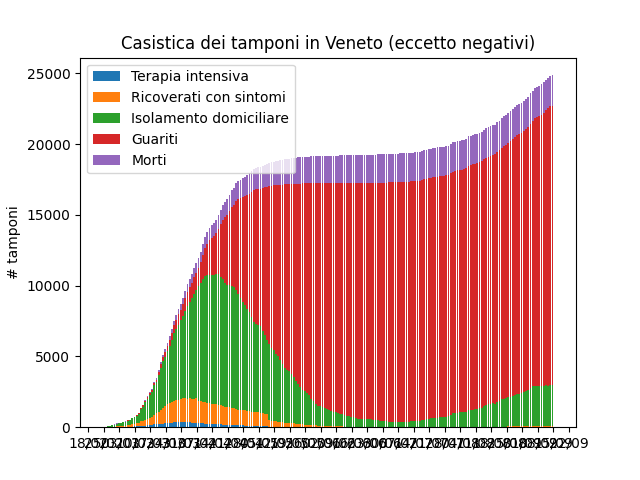 Casistica dei tamponi in Veneto (eccetto negativi)
Terapia intensiva
Ricoverati con sintomi
Isolamento domiciliare
Guariti
Morti
# tamponi
25000
20000
15000
10000
5000
0